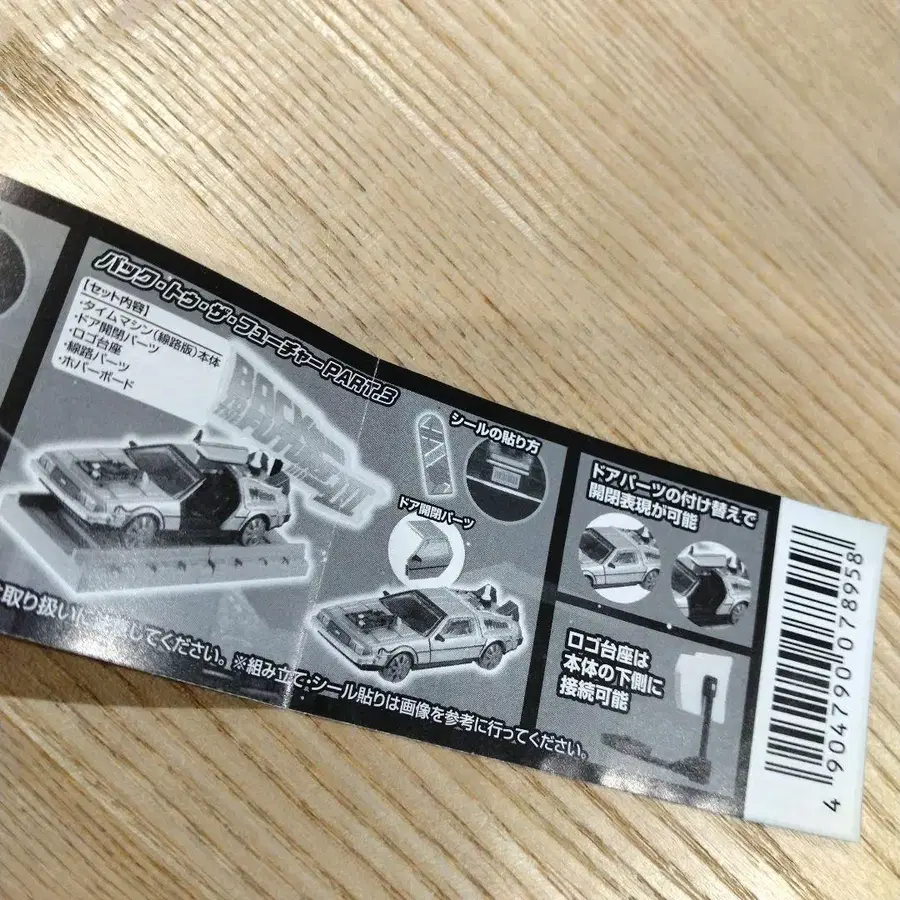 バック・トゥ・ザ・フューチャー PART.3
[セット内容]
・タイムマシン(線路版)本体
・ドア開閉パーツ
・ロゴ台座
・線路パーツ
・ホバーボード
BACK TO THE FUTURE III
シールの貼り方
ドア開閉パーツ
ドアパーツの付け替えで
開閉表現が可能
ロゴ台座は
本体の下側に
接続可能
取り扱いに してください。※組み立て・シール貼りは画像を参考に行ってください。
4 904790 078958